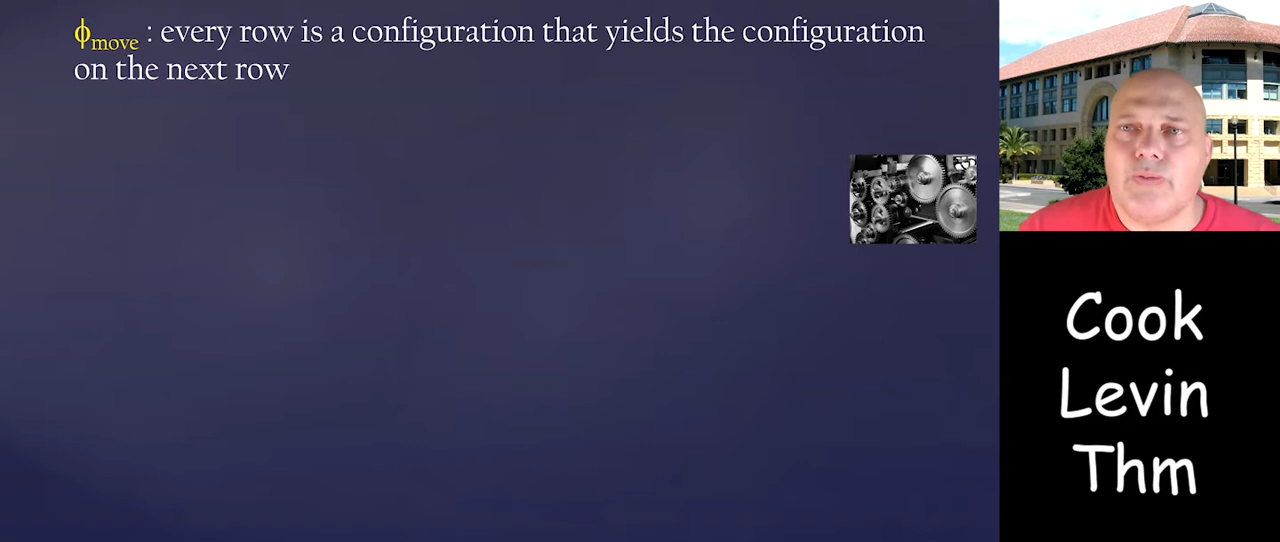 ϕmove : every row is a configuration that yields the configuration
on the next row
Cook
Levin
Thm